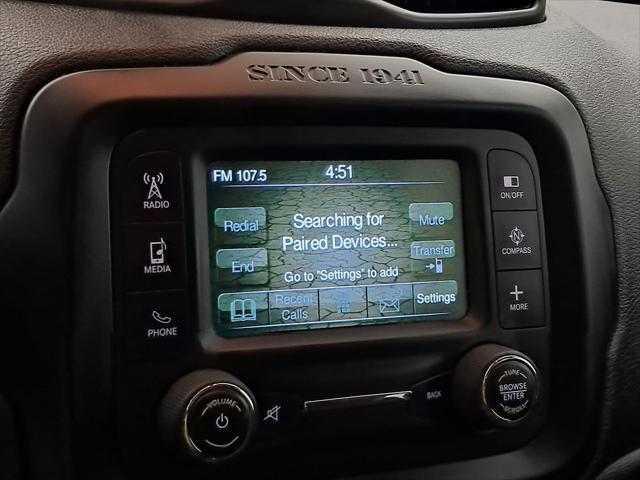 SINCE 1941
FM 107.5
4:51
Redial
Searching for
Paired Devices...
Mute
End
Go to "Settings" to add
Transfer
Recent
Calls
Settings
RADIO
MEDIA
PHONE
ON/OFF
N
COMPASS
MORE
VOLUME
BACK
TUNE
BROWSE
ENTER
SCROLL